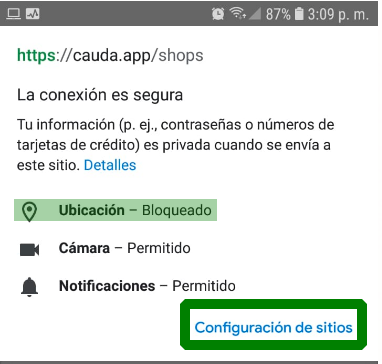 87% 3:09 p. m.
https://cauda.app/shops
La conexión es segura
Tu información (p. ej., contraseñas o números de
tarjetas de crédito) es privada cuando se envía a
este sitio. Detalles
Ubicación – Bloqueado
Cámara – Permitido
Notificaciones – Permitido
Configuración de sitios